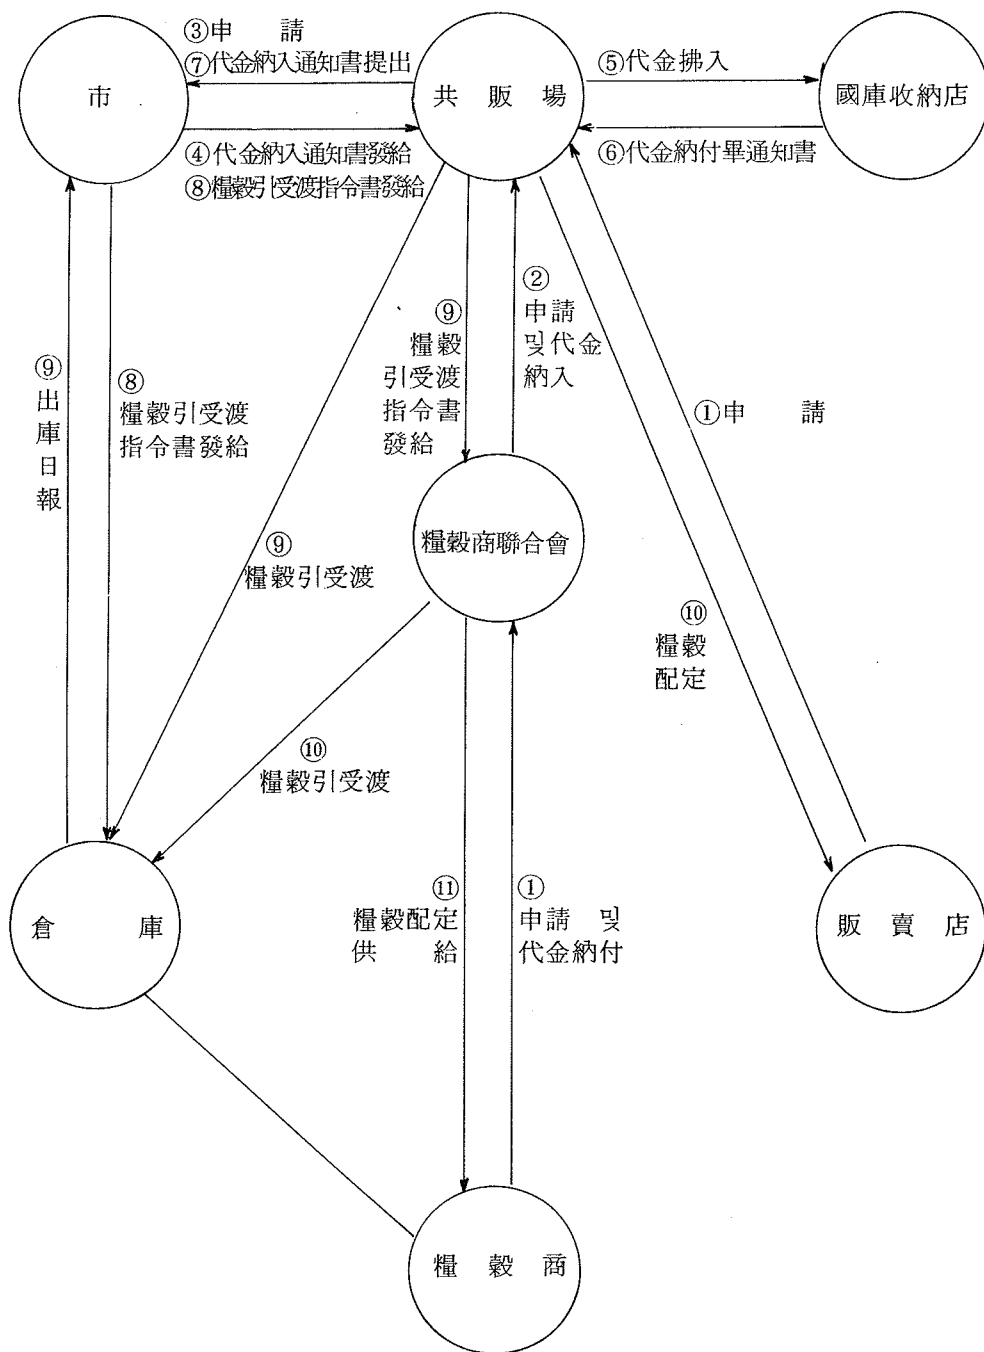 ③申 請
⑦代金納入通知書提出
市
④代金納入通知書發給
⑧糧穀引受渡指令書發給
共 販 場
⑤代金拂入
⑥代金納付畢通知書
國庫收納店
⑨
出
庫
日
報
⑧
糧穀引受渡
指令書發給
⑨
糧穀
引受渡
指令書
發給
②
申請
및代金
納入
①申 請
糧穀商聯合會
⑨
糧穀引受渡
⑩
糧穀
配定
⑩
糧穀引受渡
倉 庫
⑪
糧穀配定
供 給
①
申請 및
代金納付
販 賣 店
糧 穀 商